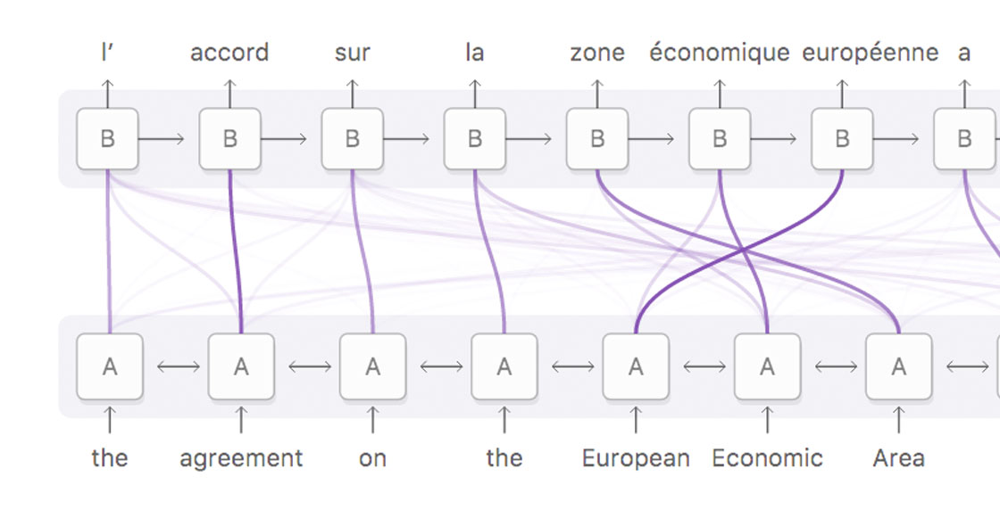 l’ accord sur la zone économique européenne a
B B B B B B B B
A A A A A A A
the agreement on the European Economic Area